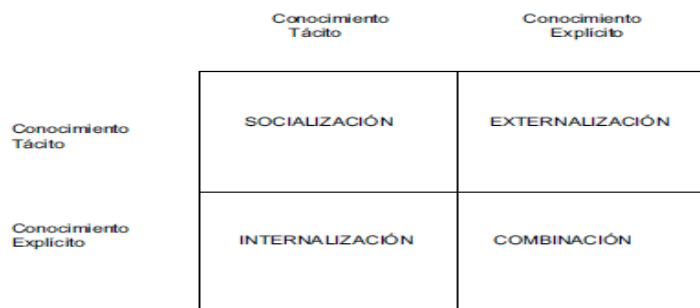 Conocimiento
Tácito
Conocimiento
Explícito
Conocimiento
Tácito
SOCIALIZACIÓN
EXTERNALIZACIÓN
Conocimiento
Explícito
INTERNALIZACIÓN
COMBINACIÓN